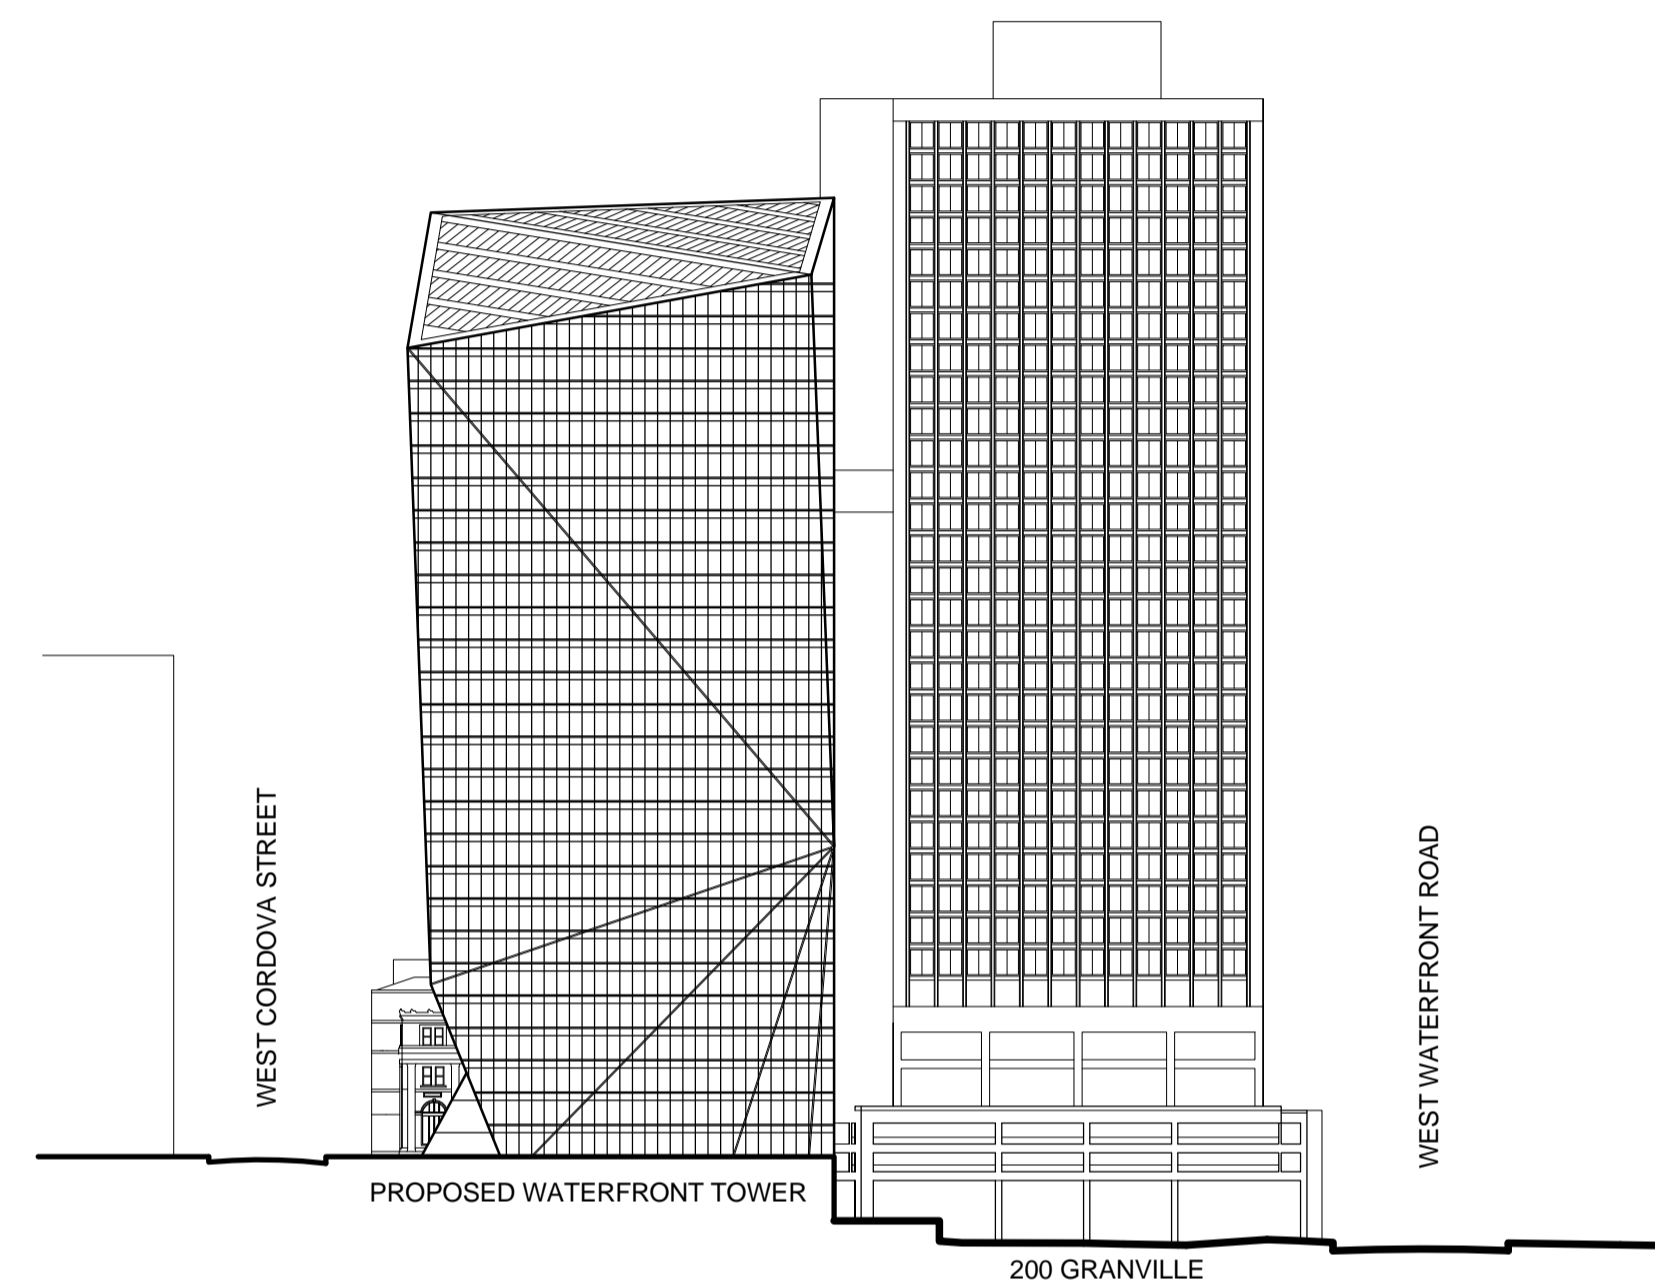 WEST CORDOVA STREET
WEST WATERFRONT ROAD
PROPOSED WATERFRONT TOWER
200 GRANVILLE